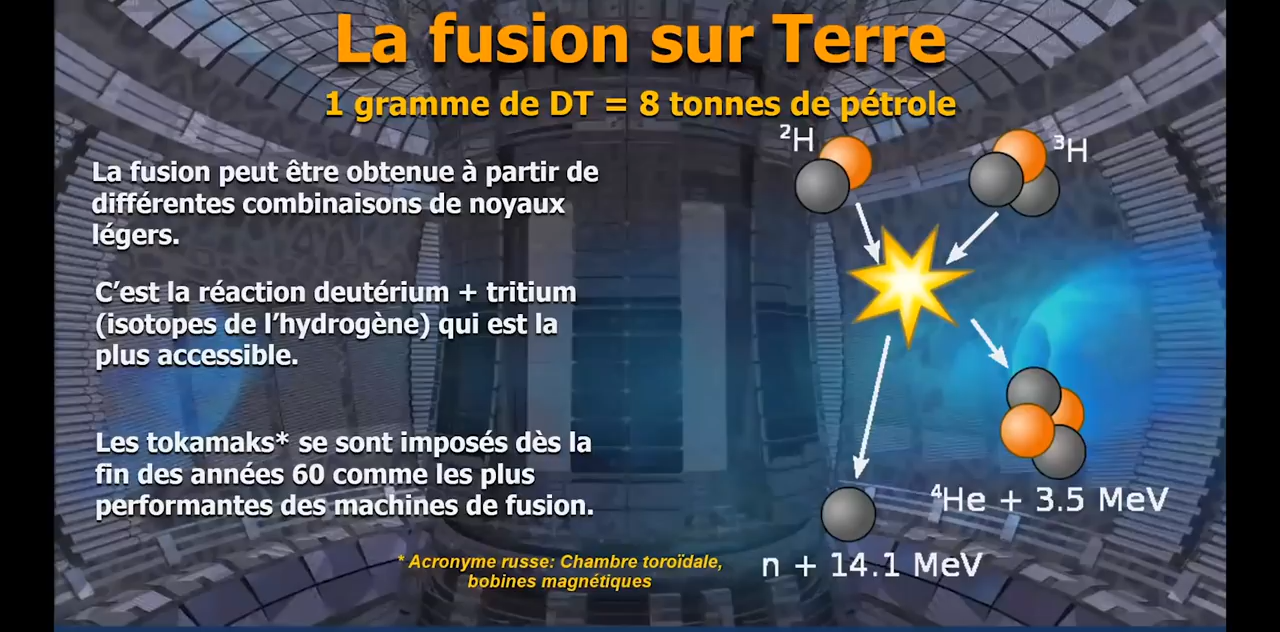 La fusion sur Terre
1 gramme de DT = 8 tonnes de pétrole
²H
³H
La fusion peut être obtenue à partir de
différentes combinaisons de noyaux
légers.
C’est la réaction deutérium + tritium
(isotopes de l’hydrogène) qui est la
plus accessible.
Les tokamaks* se sont imposés dès la
fin des années 60 comme les plus
performantes des machines de fusion.
⁴He + 3.5 MeV
n + 14.1 MeV
* Acronyme russe: Chambre toroïdale,
bobines magnétiques